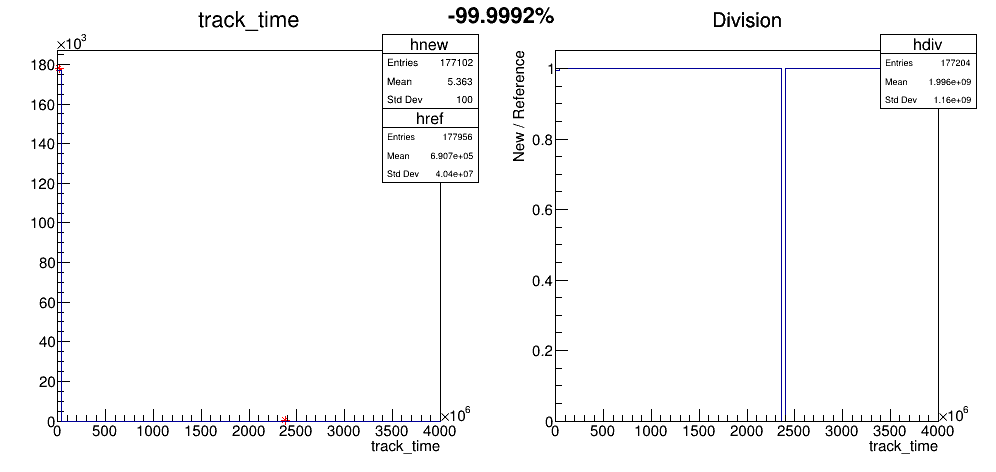 -99.9992%
track_time
×10³
hnew
Entries 177102
Mean 5.363
Std Dev 100
href
Entries 177956
Mean 6.907e+05
Std Dev 4.04e+07
180
160
140
120
100
80
60
40
20
0
0 500 1000 1500 2000 2500 3000 3500 4000
×10⁶
track_time
Division
hdiv
Entries 177204
Mean 1.996e+09
Std Dev 1.16e+09
New / Reference
1
0.8
0.6
0.4
0.2
0
0 500 1000 1500 2000 2500 3000 3500 4000
×10⁶
track_time